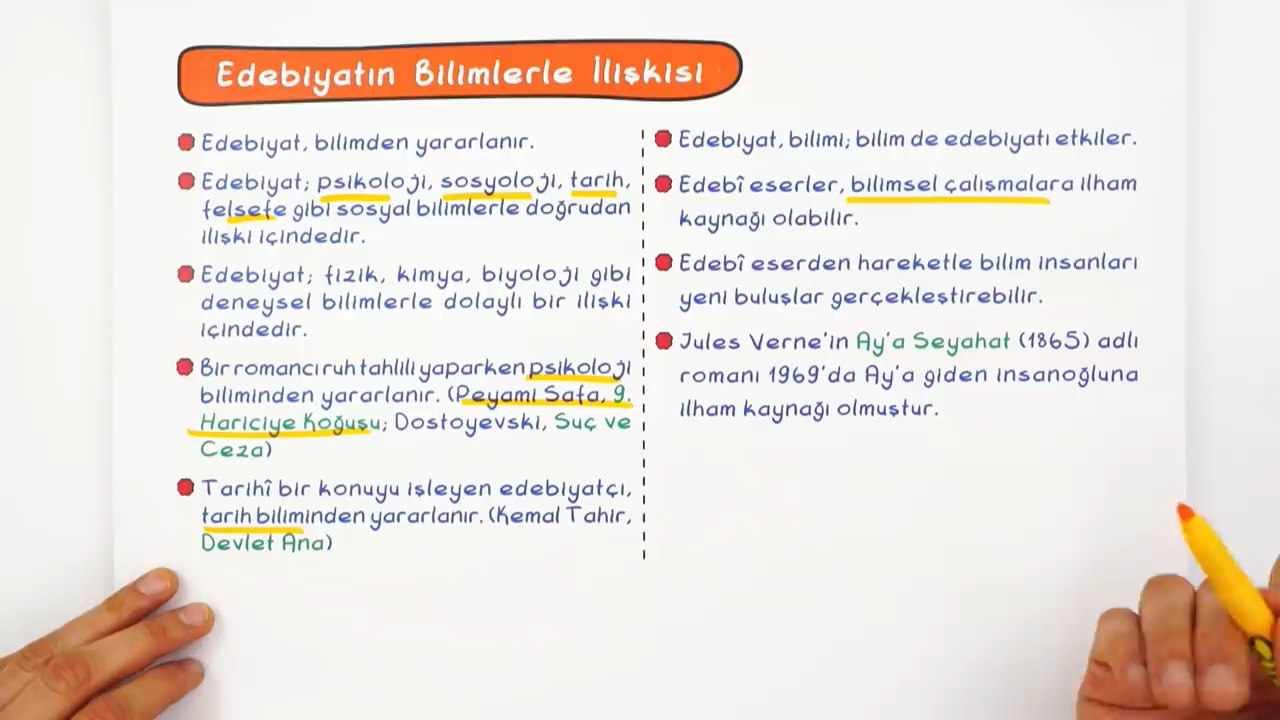 Edebiyatın Bilimlerle İlişkisi
Edebiyat, bilimden yararlanır.
Edebiyat; psikoloji, sosyoloji, tarih,
felsefe gibi sosyal bilimlerle doğrudan
ilişki içindedir.
Edebiyat; fizik, kimya, biyoloji gibi
deneysel bilimlerle dolaylı bir ilişki
içindedir.
Bir romancı ruh tahlili yaparken psikoloji
biliminden yararlanır. (Peyami Safa, 9.
Hariciye Koğuşu; Dostoyevski, Suç ve
Ceza)
Tarihî bir konuyu işleyen edebiyatçı,
tarih biliminden yararlanır. (Kemal Tahir,
Devlet Ana)
Edebiyat, bilimi; bilim de edebiyatı etkiler.
Edebî eserler, bilimsel çalışmalara ilham
kaynağı olabilir.
Edebî eserden hareketle bilim insanları
yeni buluşlar gerçekleştirebilir.
Jules Verne'in Ay'a Seyahat (1865) adlı
romanı 1969'da Ay'a giden insanoğluna
ilham kaynağı olmuştur.